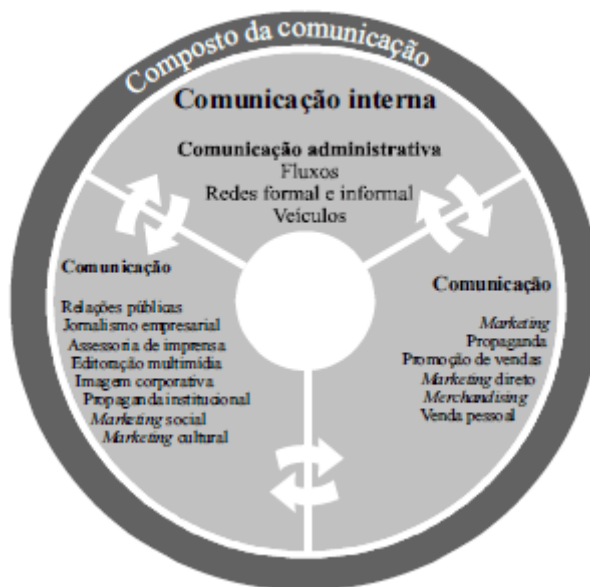 Composto da comunicação
Comunicação interna
Comunicação administrativa
Fluxos
Redes formal e informal
Veículos
Comunicação
Relações públicas
Jornalismo empresarial
Assessoria de imprensa
Editoração multimídia
Imagem corporativa
Propaganda institucional
Marketing social
Marketing cultural
Comunicação
Marketing
Propaganda
Promoção de vendas
Marketing direto
Merchandising
Venda pessoal